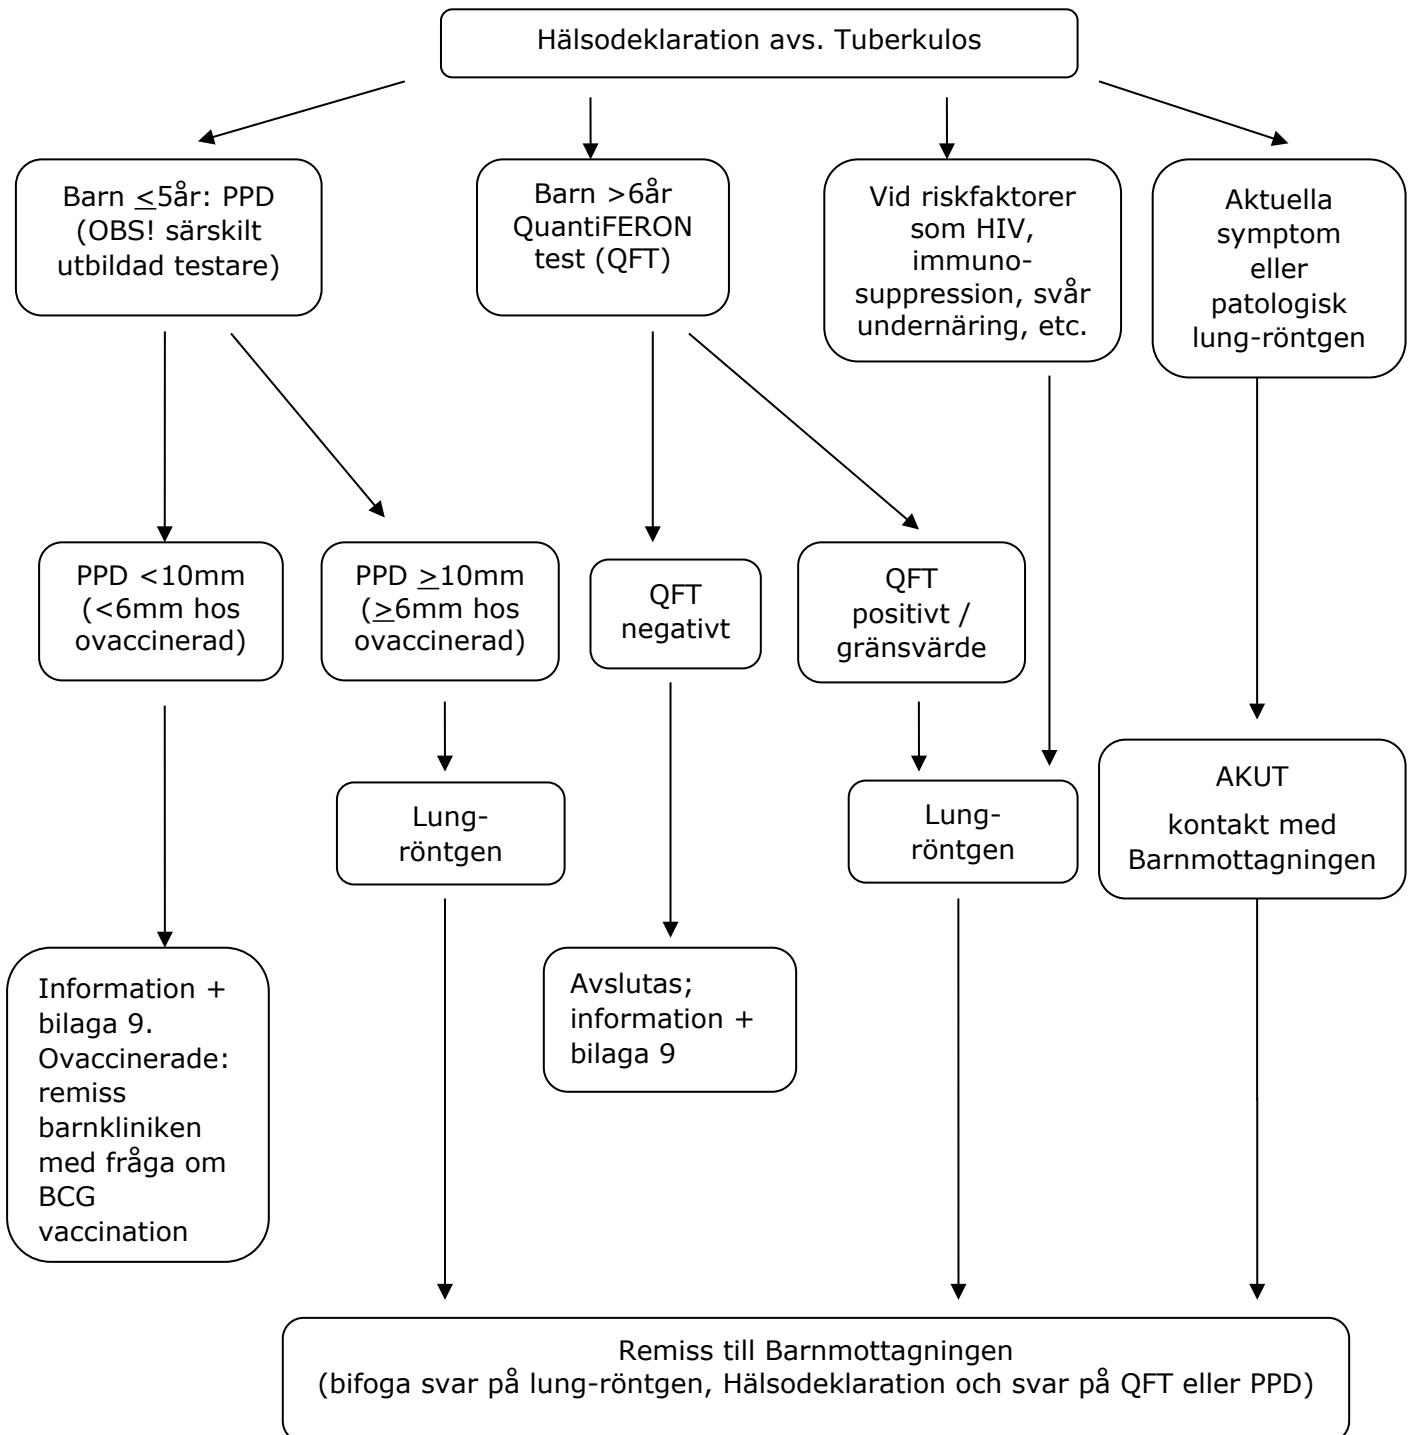 Hälsodeklaration avs. Tuberkulos
Barn <5år: PPD
(OBS! särskilt
utbildad testare)
Barn >6år
QuantiFERON
test (QFT)
Vid riskfaktorer
som HIV,
immuno-
suppression, svår
undernäring, etc.
Aktuella
symptom
eller
patologisk
lung-röntgen
PPD <10mm
(<6mm hos
ovaccinerad)
PPD >10mm
(>6mm hos
ovaccinerad)
QFT
negativt
QFT
positivt /
gränsvärde
Lung-
röntgen
Lung-
röntgen
AKUT
kontakt med
Barnmottagningen
Information +
bilaga 9.
Ovaccinerade:
remiss
barnkliniken
med fråga om
BCG
vaccination
Avslutas;
information +
bilaga 9
Remiss till Barnmottagningen
(bifoga svar på lung-röntgen, Hälsodeklaration och svar på QFT eller PPD)